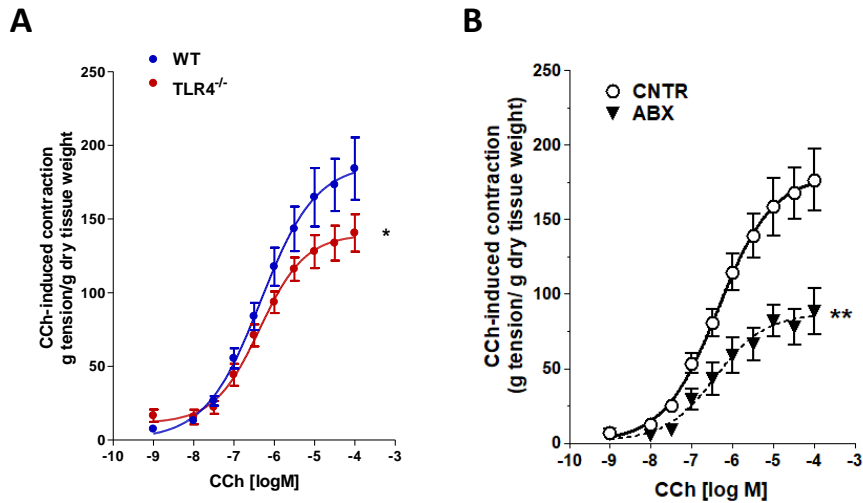 A
WT
TLR4-/-
CCh-induced contraction
g tension/g dry tissue weight
250
200
150
100
50
0
*
-10 -9 -8 -7 -6 -5 -4 -3
CCh [logM]
B
CNTR
ABX
CCh-induced contraction
(g tension/ g dry tissue weight)
250
200
150
100
50
0
**
-10 -9 -8 -7 -6 -5 -4 -3
CCh [log M]